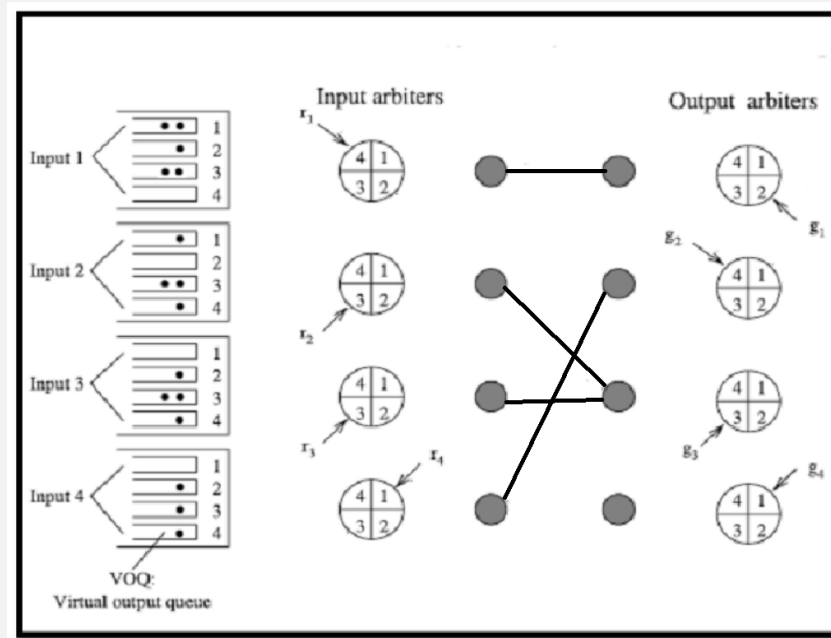 Input arbiters
Output arbiters
r₁
Input 1
1
2
3
4
4 1
3 2
4 1
3 2
g₁
Input 2
1
2
3
4
r₂
4 1
3 2
g₂
4 1
3 2
Input 3
1
2
3
4
r₃
4 1
3 2
4 1
3 2
g₃
Input 4
1
2
3
4
r₄
4 1
3 2
g₄
4 1
3 2
VOQ:
Virtual output queue